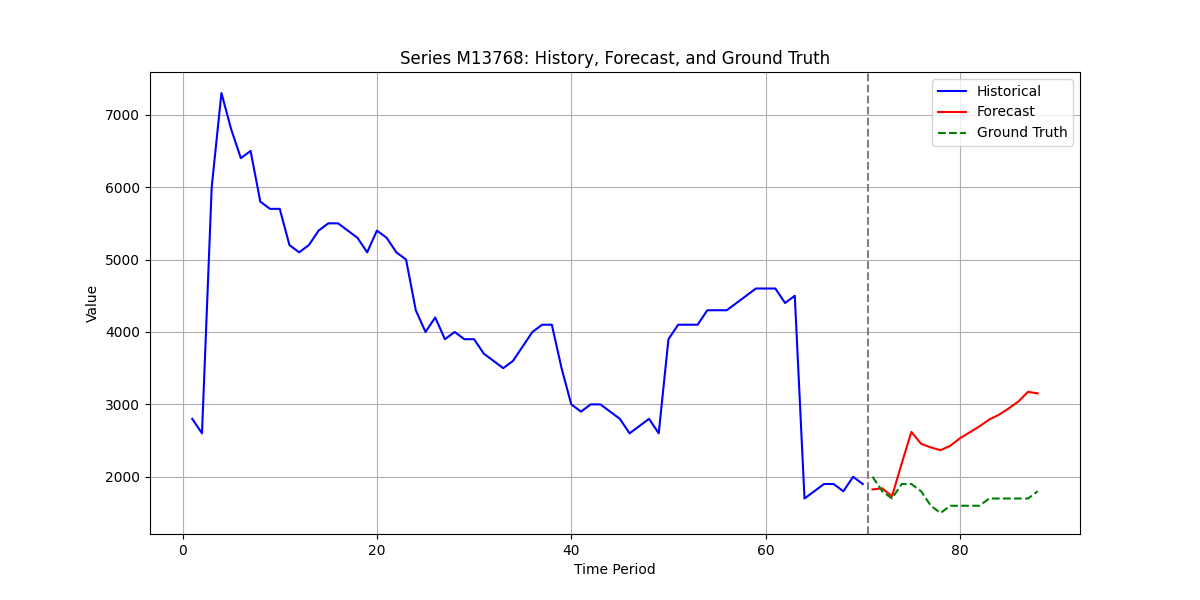 Series M13768: History, Forecast, and Ground Truth
Historical
Forecast
Ground Truth
7000
6000
5000
4000
3000
2000
Value
0 20 40 60 80
Time Period